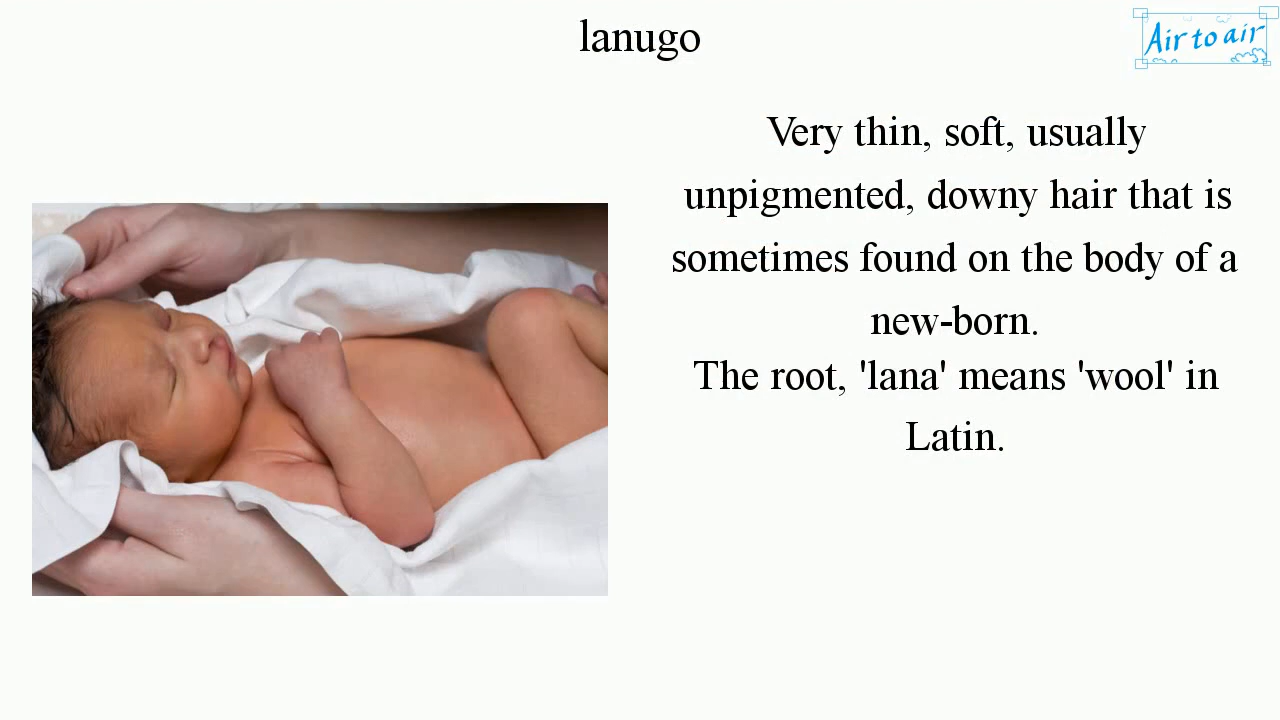 lanugo
Air to air
Very thin, soft, usually
unpigmented, downy hair that is
sometimes found on the body of a
new-born.
The root, 'lana' means 'wool' in
Latin.